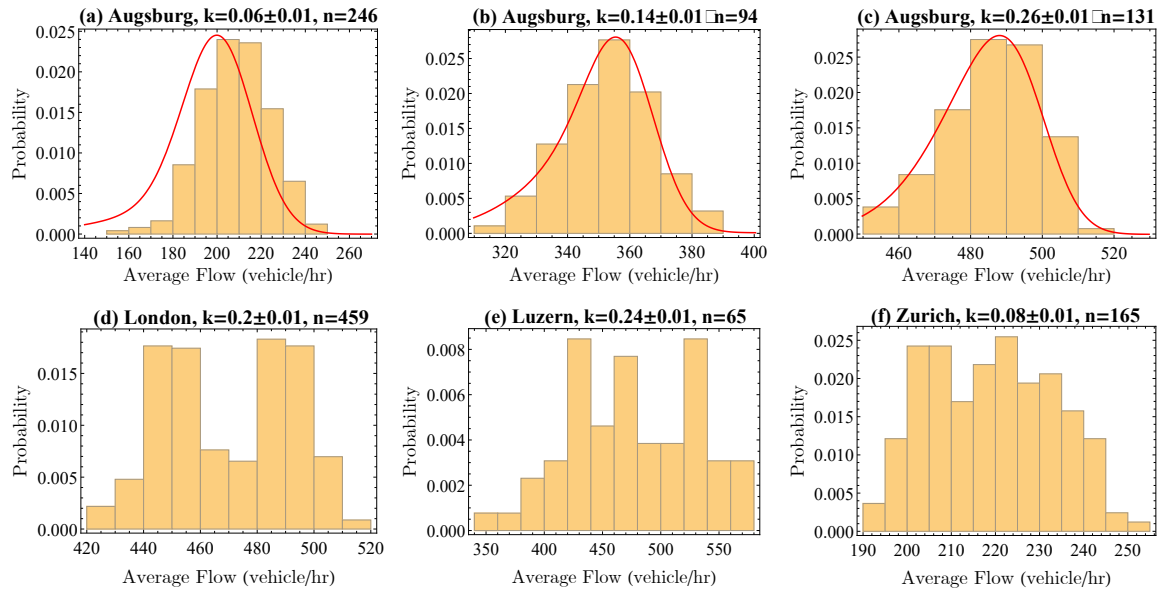 (a) Augsburg, k=0.06±0.01, n=246
0.025
0.020
0.015
0.010
0.005
0.000
Probability
140 160 180 200 220 240 260
Average Flow (vehicle/hr)
(b) Augsburg, k=0.14±0.01□n=94
0.030
0.025
0.020
0.015
0.010
0.005
0.000
Probability
320 340 360 380 400
Average Flow (vehicle/hr)
(c) Augsburg, k=0.26±0.01□n=131
0.030
0.025
0.020
0.015
0.010
0.005
0.000
Probability
460 480 500 520
Average Flow (vehicle/hr)
(d) London, k=0.2±0.01, n=459
0.015
0.010
0.005
0.000
Probability
420 440 460 480 500 520
Average Flow (vehicle/hr)
(e) Luzern, k=0.24±0.01, n=65
0.008
0.006
0.004
0.002
0.000
Probability
350 400 450 500 550
Average Flow (vehicle/hr)
(f) Zurich, k=0.08±0.01, n=165
0.025
0.020
0.015
0.010
0.005
0.000
Probability
190 200 210 220 230 240 250
Average Flow (vehicle/hr)